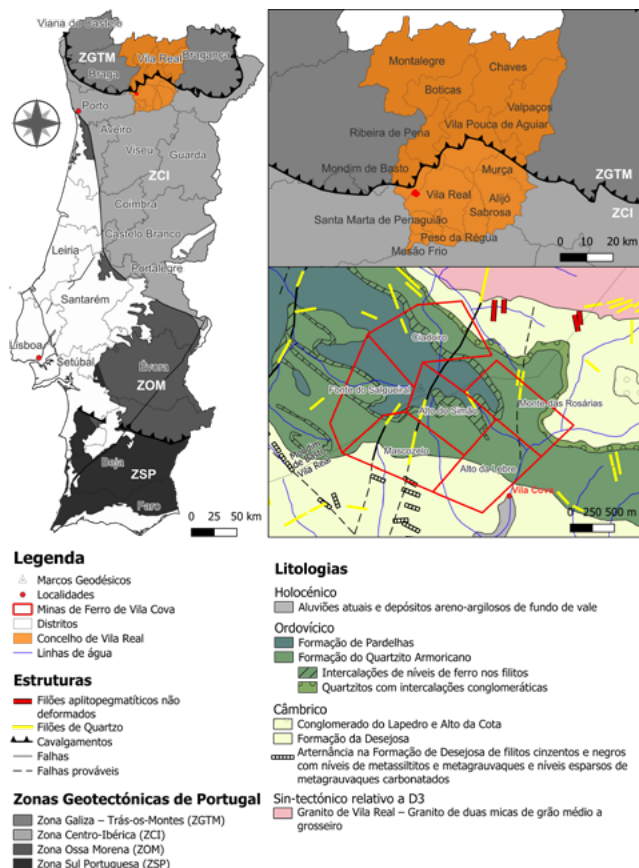 Viana do Castelo
ZGTM
Vila Real
Bragança
Braga
Porto
Aveiro
Viseu
Guarda
ZCI
Coimbra
Castelo Branco
Leiria
Portalegre
Santarém
Lisboa
Setúbal
Évora
ZOM
Beja
ZSP
Faro
0 25 50 km
Montalegre
Chaves
Boticas
Valpaços
Ribeira de Pena
Vila Pouca de Aguiar
Mondim de Basto
Murça
ZGTM
Vila Real
Alijó
ZCI
Sabrosa
Santa Marta de Penaguião
Peso da Régua
Mesão Frio
0 10 20 km
Ciadoiro
Fonte do Salgueiral
Alto do Simão
Monte das Rosárias
Mondim de Basto
Vila Real
Mascozelo
Alto da Lebre
Vila Cova
0 250 500 m
Legenda
Marcos Geodésicos
Localidades
Minas de Ferro de Vila Cova
Distritos
Concelho de Vila Real
Linhas de água
Estruturas
Filões aplitopegmatíticos não
deformados
Filões de Quartzo
Cavalgamentos
Falhas
Falhas prováveis
Zonas Geotectónicas de Portugal
Zona Galiza – Trás-os-Montes (ZGTM)
Zona Centro-Ibérica (ZCI)
Zona Ossa Morena (ZOM)
Zona Sul Portuguesa (ZSP)
Litologias
Holocénico
Aluviões atuais e depósitos areno-argilosos de fundo de vale
Ordovícico
Formação de Pardelhas
Formação do Quartzito Armoricano
Intercalações de níveis de ferro nos filitos
Quartzitos com intercalações conglomeráticas
Câmbrico
Conglomerado do Lapedro e Alto da Cota
Formação da Desejosa
Arternância na Formação de Desejosa de filitos cinzentos e negros
com níveis de metassiltitos e metagrauvaques e níveis esparsos de
metagrauvaques carbonatados
Sin-tectónico relativo a D3
Granito de Vila Real – Granito de duas micas de grão médio a
grosseiro